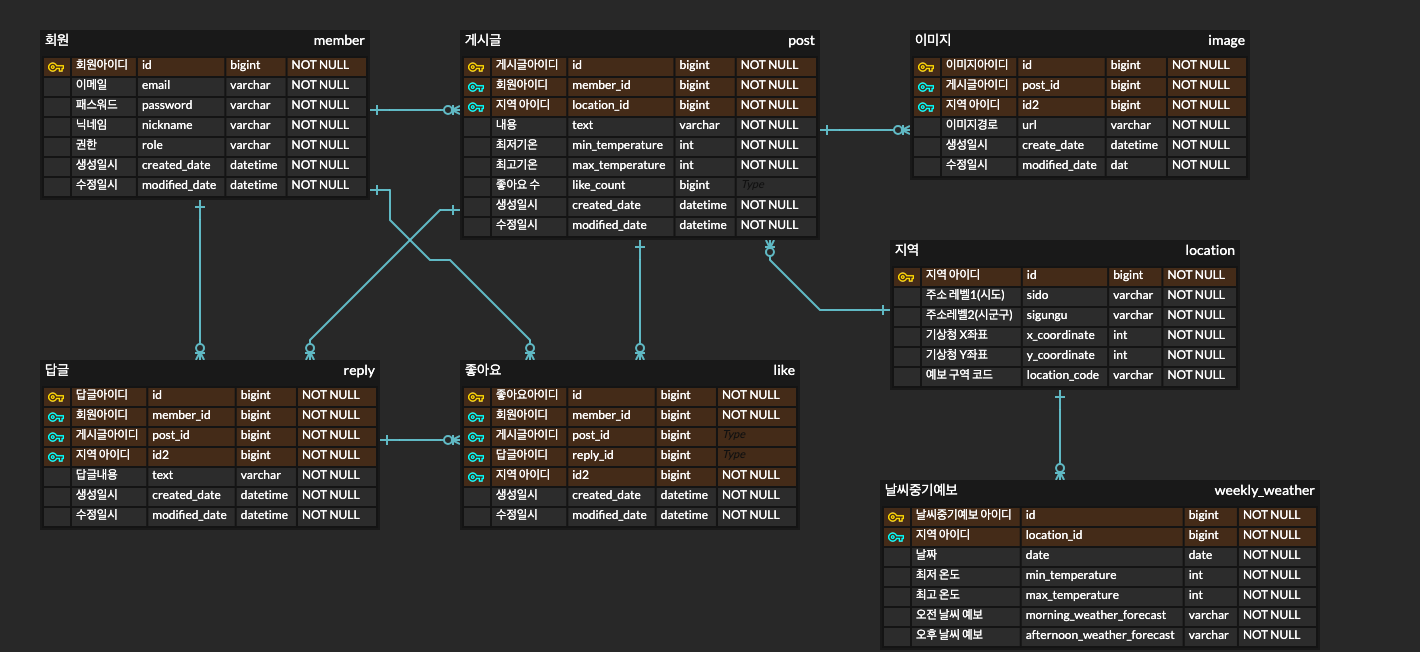 회원 member
회원아이디 id bigint NOT NULL
이메일 email varchar NOT NULL
패스워드 password varchar NOT NULL
닉네임 nickname varchar NOT NULL
권한 role varchar NOT NULL
생성일시 created_date datetime NOT NULL
수정일시 modified_date datetime NOT NULL
게시글 post
게시글아이디 id bigint NOT NULL
회원아이디 member_id bigint NOT NULL
지역 아이디 location_id bigint NOT NULL
내용 text varchar NOT NULL
최저기온 min_temperature int NOT NULL
최고기온 max_temperature int NOT NULL
좋아요 수 like_count bigint Type
생성일시 created_date datetime NOT NULL
수정일시 modified_date datetime NOT NULL
이미지 image
이미지아이디 id bigint NOT NULL
게시글아이디 post_id bigint NOT NULL
지역 아이디 id2 bigint NOT NULL
이미지경로 url varchar NOT NULL
생성일시 create_date datetime NOT NULL
수정일시 modified_date dat NOT NULL
지역 location
지역 아이디 id bigint NOT NULL
주소 레벨1(시도) sido varchar NOT NULL
주소레벨2(시군구) sigungu varchar NOT NULL
기상청 X좌표 x_coordinate int NOT NULL
기상청 Y좌표 y_coordinate int NOT NULL
예보 구역 코드 location_code varchar NOT NULL
답글 reply
답글아이디 id bigint NOT NULL
회원아이디 member_id bigint NOT NULL
게시글아이디 post_id bigint NOT NULL
지역 아이디 id2 bigint NOT NULL
답글내용 text varchar NOT NULL
생성일시 created_date datetime NOT NULL
수정일시 modified_date datetime NOT NULL
좋아요 like
좋아요아이디 id bigint NOT NULL
회원아이디 member_id bigint NOT NULL
게시글아이디 post_id bigint Type
답글아이디 reply_id bigint Type
지역 아이디 id2 bigint NOT NULL
생성일시 created_date datetime NOT NULL
수정일시 modified_date datetime NOT NULL
날씨중기예보 weekly_weather
날씨중기예보 아이디 id bigint NOT NULL
지역 아이디 location_id bigint NOT NULL
날짜 date date NOT NULL
최저 온도 min_temperature int NOT NULL
최고 온도 max_temperature int NOT NULL
오전 날씨 예보 morning_weather_forecast varchar NOT NULL
오후 날씨 예보 afternoon_weather_forecast varchar NOT NULL